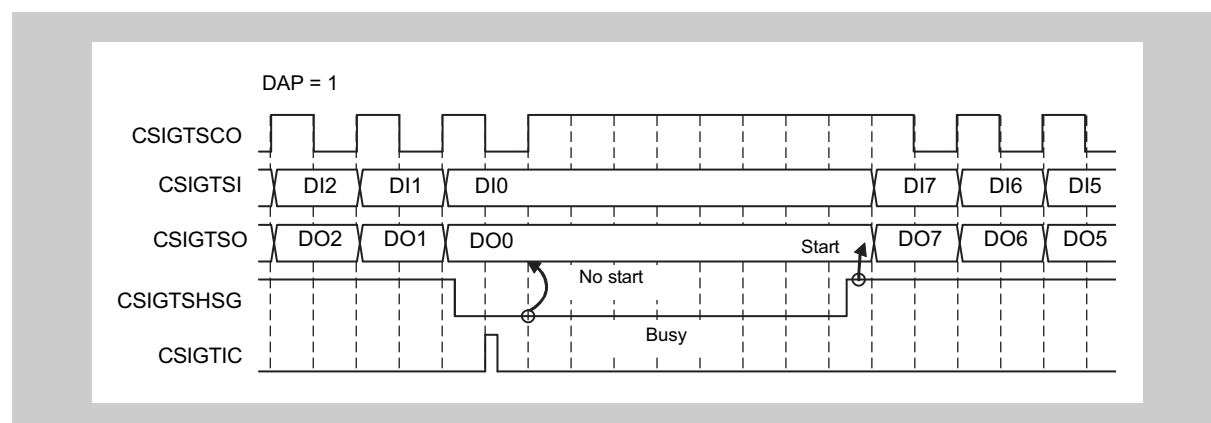 DAP = 1
CSIGTSCO
CSIGTSI DI2 DI1 DI0 DI7 DI6 DI5
CSIGTSO DO2 DO1 DO0 Start DO7 DO6 DO5
No start
CSIGTSHSG
Busy
CSIGTIC